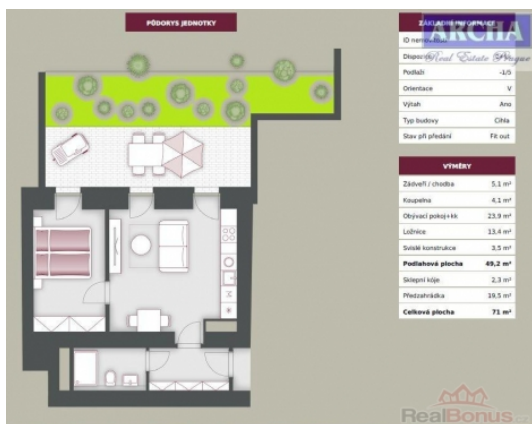 PŮDORYS JEDNOTKY
ZÁKLADNÍ INFORMACE
ARCHA
Real Estate Prague
ID nemovitosti
Dispozice
Podlaží -1/5
Orientace V
Výtah Ano
Typ budovy Cihla
Stav při předání Fit out
VÝMĚRY
Zádveří / chodba 5,1 m²
Koupelna 4,1 m²
Obývací pokoj+kk 23,9 m²
Ložnice 13,4 m²
Svislé konstrukce 3,5 m²
Podlahová plocha 49,2 m²
Sklepní kóje 2,3 m²
Předzahrádka 19,5 m²
Celková plocha 71 m²
RealBonus.cz